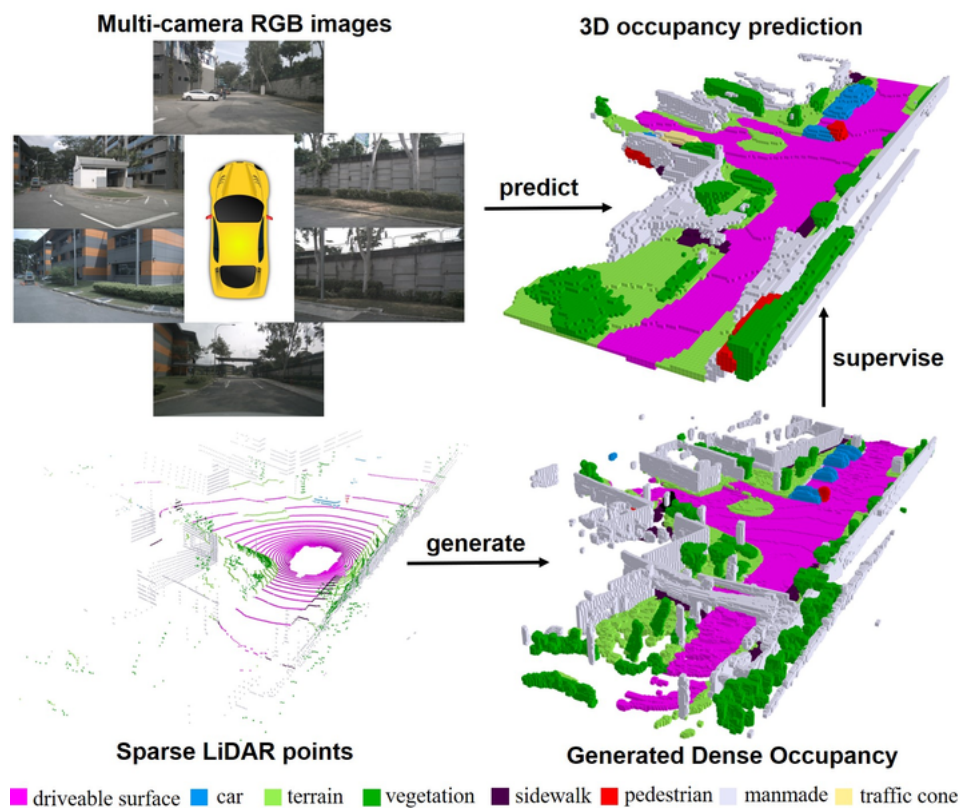 Multi-camera RGB images
3D occupancy prediction
predict
supervise
generate
Sparse LiDAR points
Generated Dense Occupancy
driveable surface car terrain vegetation sidewalk pedestrian manmade traffic cone